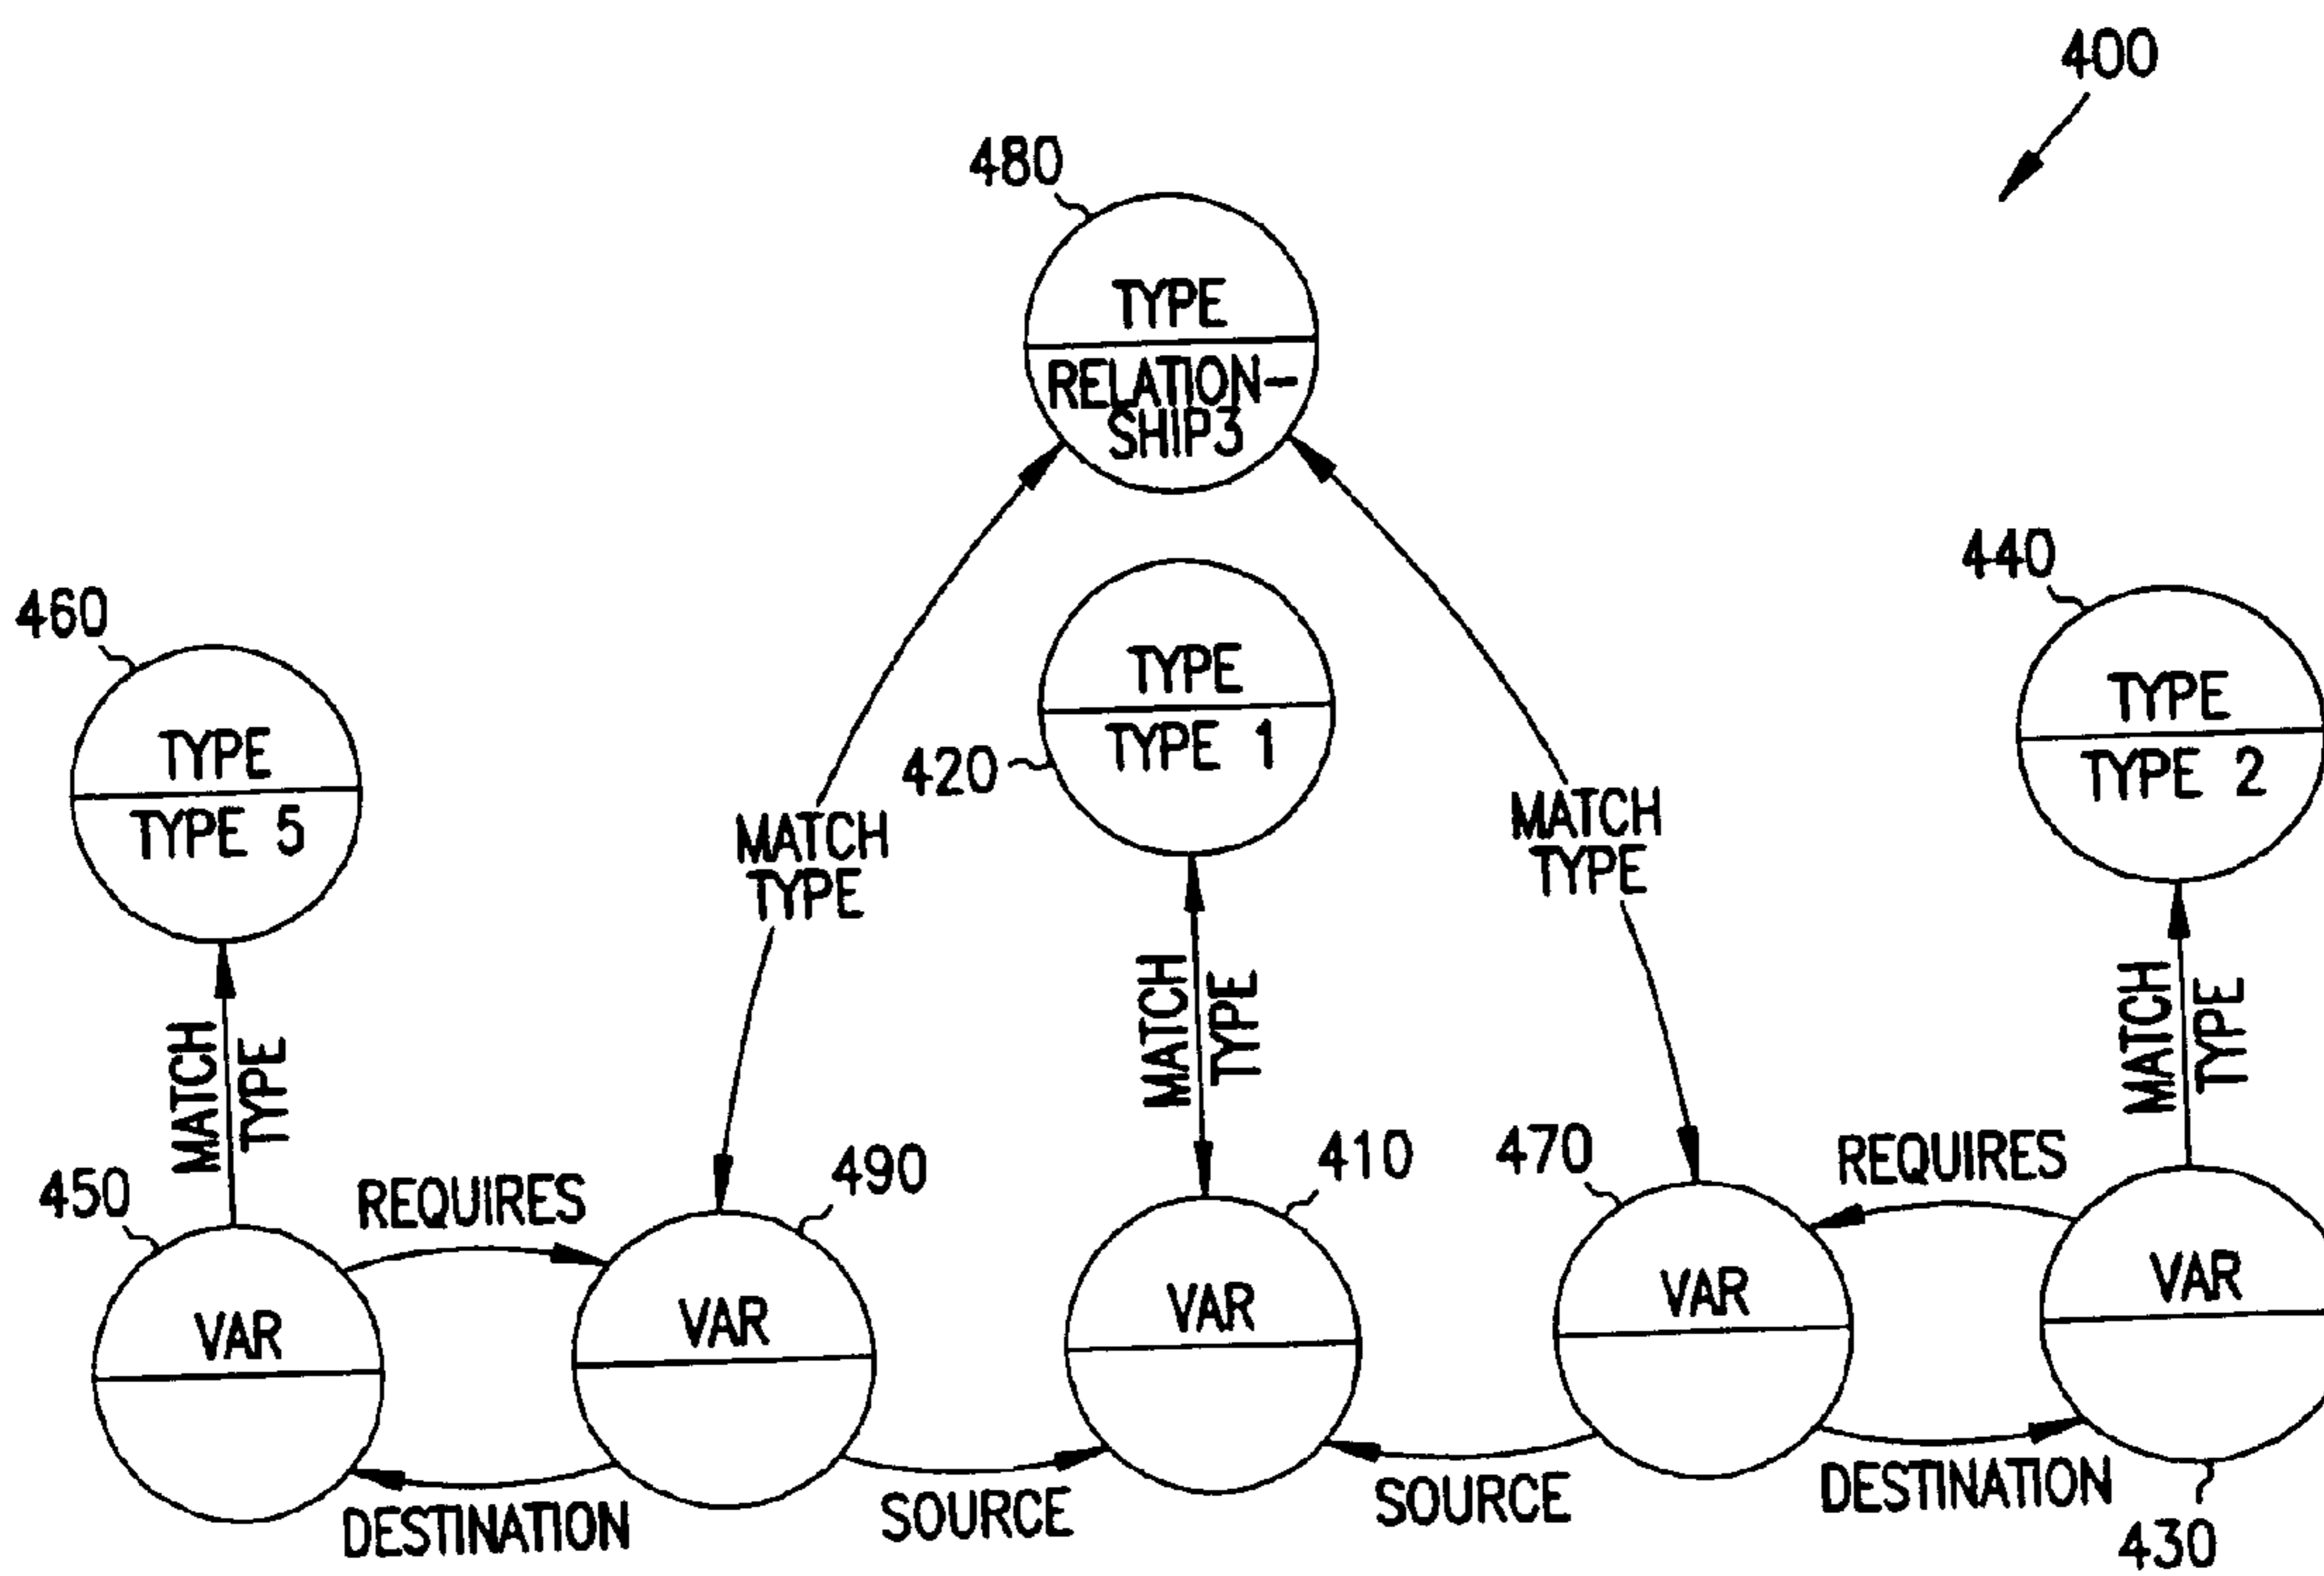 400
480
TYPE
RELATION-
SHIP3
440
460
TYPE
TYPE 1
420
TYPE
TYPE 2
TYPE
TYPE 5
MATCH
TYPE
MATCH
TYPE
MATCH
TYPE
MATCH
TYPE
MATCH
TYPE
450
REQUIRES
490
410
470
REQUIRES
VAR
VAR
VAR
VAR
VAR
DESTINATION
SOURCE
SOURCE
DESTINATION
430